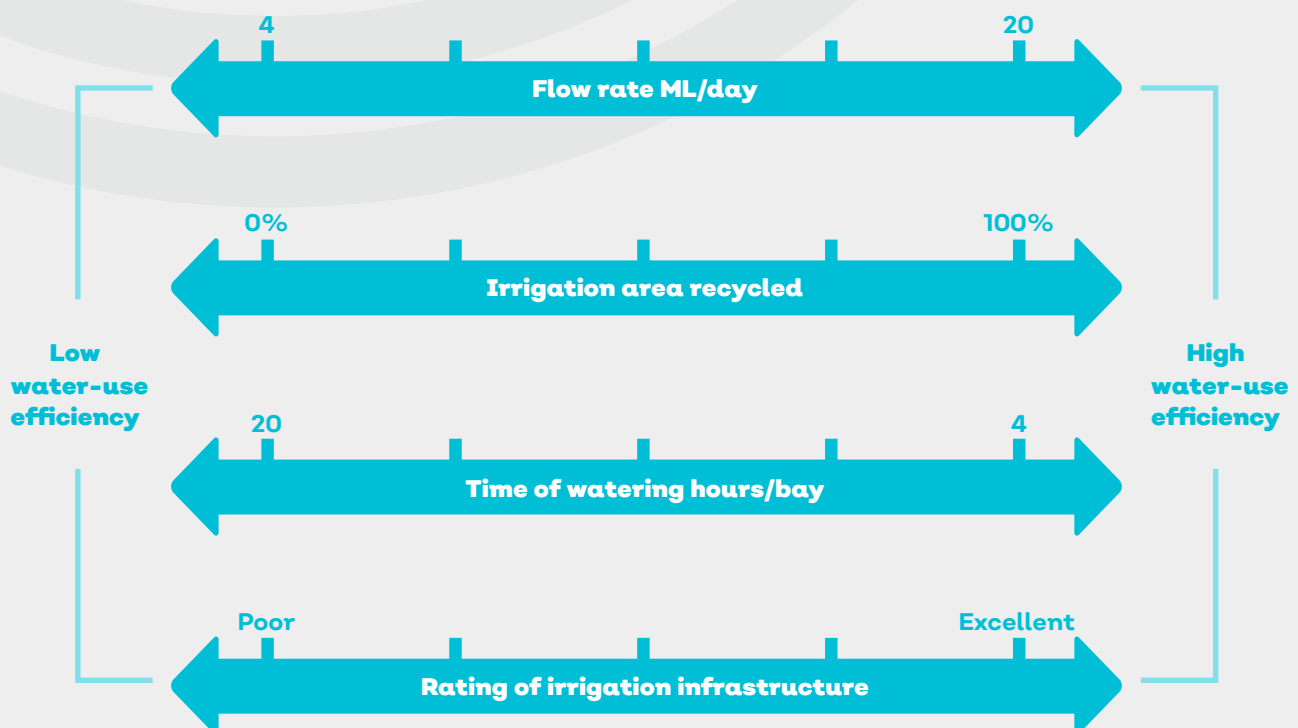 4
20
Flow rate ML/day
0%
100%
Irrigation area recycled
Low
water-use
efficiency
High
water-use
efficiency
20
4
Time of watering hours/bay
Poor
Excellent
Rating of irrigation infrastructure